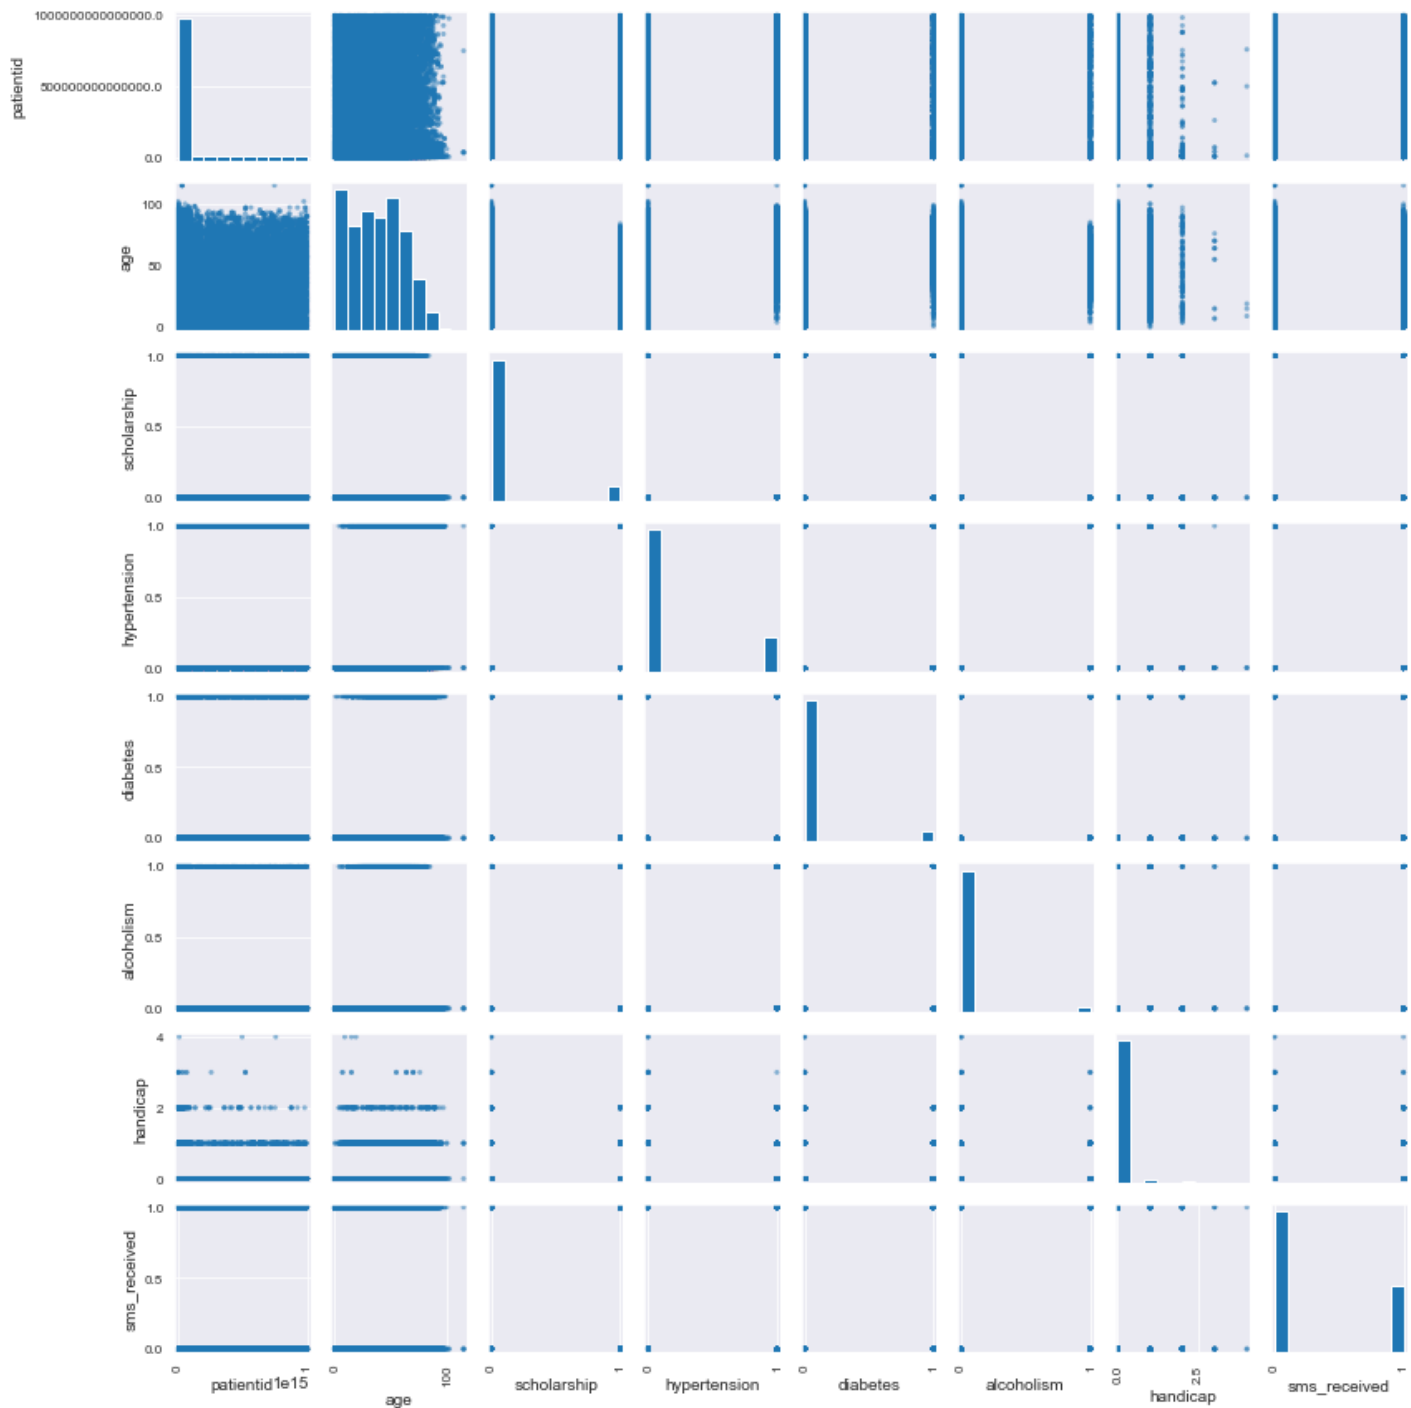 1000000000000000.0
500000000000000.0
0.0
patientid
100
50
0
age
1.0
0.5
0.0
scholarship
1.0
0.5
0.0
hypertension
1.0
0.5
0.0
diabetes
1.0
0.5
0.0
alcoholism
4
2
0
handicap
1.0
0.5
0.0
sms_received
0 1 0 100 0 1 0 1 0 1 0 1 0.0 2.5 0 1
patientid 1e15 age scholarship hypertension diabetes alcoholism handicap sms_received